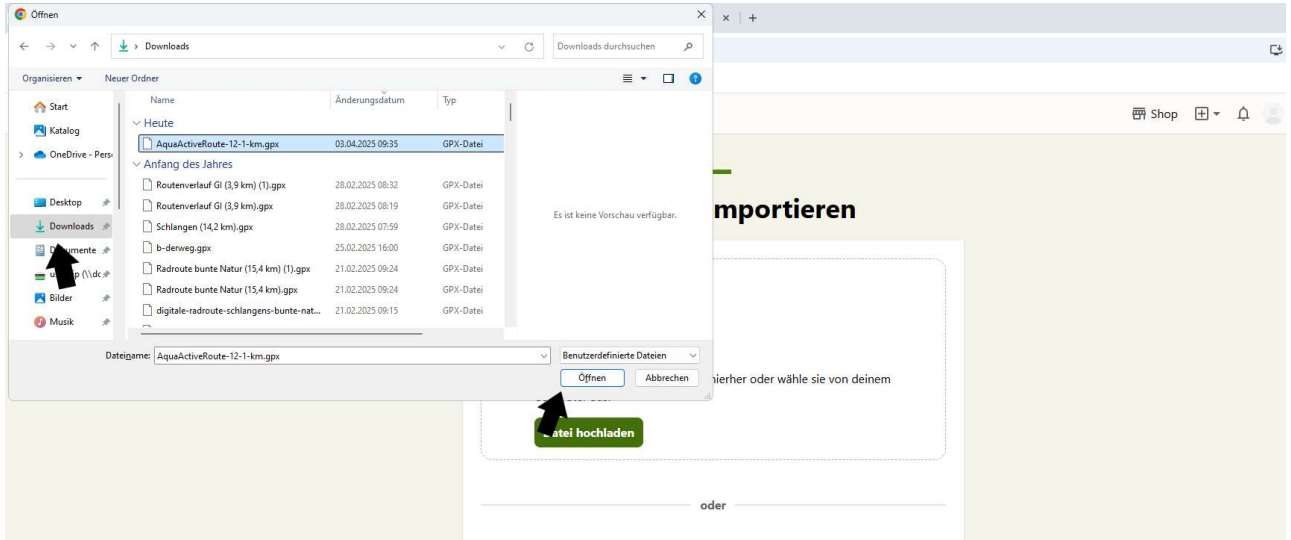 Öffnen
Downloads
Downloads durchsuchen
Organisieren
Neuer Ordner
Start
Katalog
OneDrive - Pers
Desktop
Downloads
Bilder
Musik
Name Änderungsdatum Typ
Heute
AquaActiveRoute-12-1-km.gpx 03.04.2025 09:35 GPX-Datei
Anfang des Jahres
Routenverlauf GI (3,9 km) (1).gpx 28.02.2025 08:32 GPX-Datei
Routenverlauf GI (3,9 km).gpx 28.02.2025 08:19 GPX-Datei
Schlangen (14,2 km).gpx 28.02.2025 07:59 GPX-Datei
b-derweg.gpx 25.02.2025 16:00 GPX-Datei
Radroute bunte Natur (15,4 km) (1).gpx 21.02.2025 09:24 GPX-Datei
Radroute bunte Natur (15,4 km).gpx 21.02.2025 09:24 GPX-Datei
digitale-radroute-schlangens-bunte-nat... 21.02.2025 09:15 GPX-Datei
Es ist keine Vorschau verfügbar.
Dateiname: AquaActiveRoute-12-1-km.gpx
Benutzerdefinierte Dateien
Öffnen Abbrechen
Shop
mportieren
hierher oder wähle sie von deinem
atei hochladen
oder